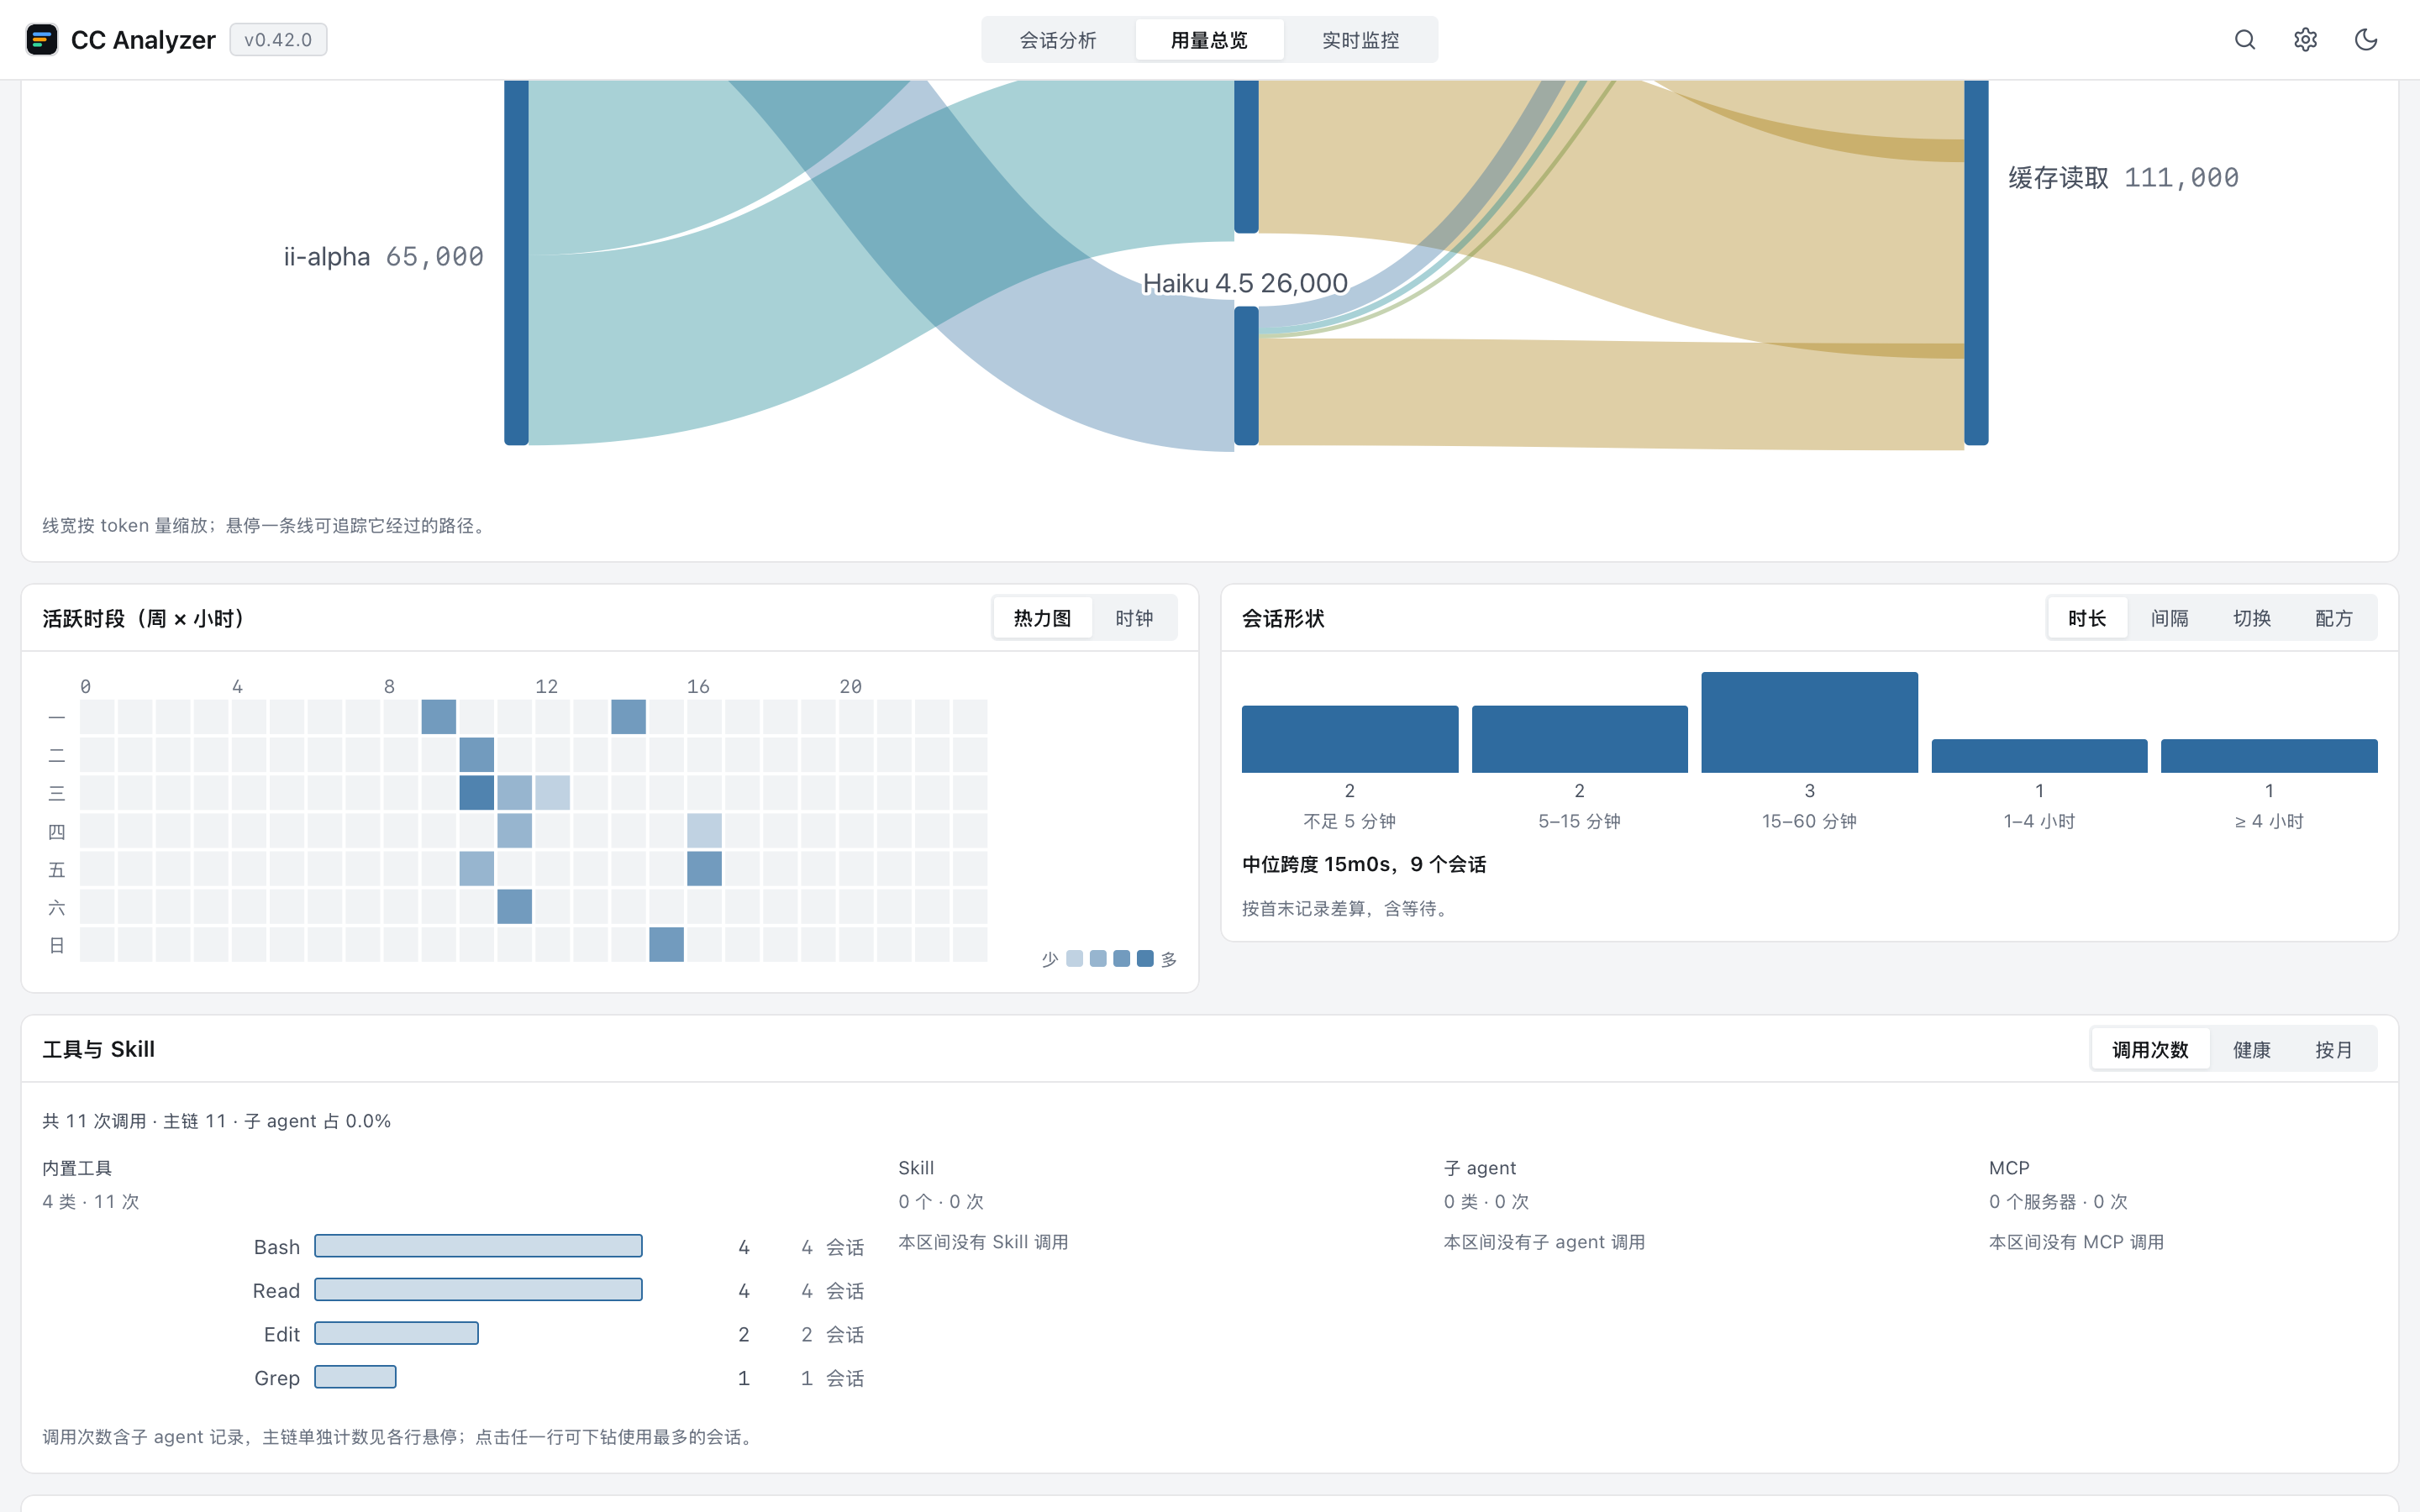 CC Analyzer v0.42.0 会话分析 用量总览 实时监控
缓存读取 111,000
ii-alpha 65,000
Haiku 4.5 26,000
线宽按 token 量缩放；悬停一条线可追踪它经过的路径。
活跃时段（周 × 小时） 热力图 时钟
0 4 8 12 16 20
一
二
三
四
五
六
日
少 多
会话形状 时长 间隔 切换 配方
2 2 3 1 1
不足 5 分钟 5–15 分钟 15–60 分钟 1–4 小时 ≥ 4 小时
中位跨度 15m0s，9 个会话
按首末记录差算，含等待。
工具与 Skill 调用次数 健康 按月
共 11 次调用 · 主链 11 · 子 agent 占 0.0%
内置工具
4 类 · 11 次
Bash 4 4 会话
Read 4 4 会话
Edit 2 2 会话
Grep 1 1 会话
Skill
0 个 · 0 次
本区间没有 Skill 调用
子 agent
0 类 · 0 次
本区间没有子 agent 调用
MCP
0 个服务器 · 0 次
本区间没有 MCP 调用
调用次数含子 agent 记录，主链单独计数见各行悬停；点击任一行可下钻使用最多的会话。